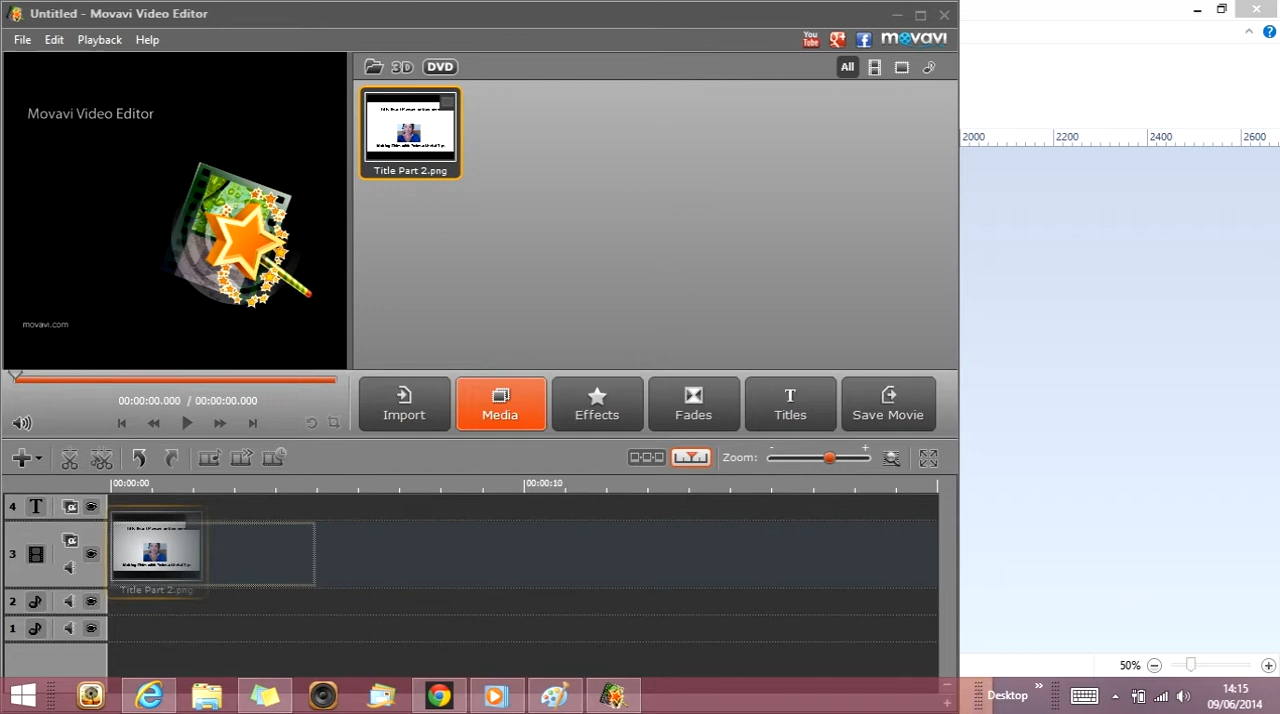 Untitled - Movavi Video Editor
File Edit Playback Help
You Tube
movavi
3D DVD
All
Movavi Video Editor
Title Part 2.png
movavi.com
00:00:00.000 / 00:00:00.000
Import Media Effects Fades Titles Save Movie
Zoom: - +
00:00:00 00:00:10
4 T
3
Title Part 2.png
2
1
2000 2200 2400 2600
50%
Desktop
14:15
09/06/2014